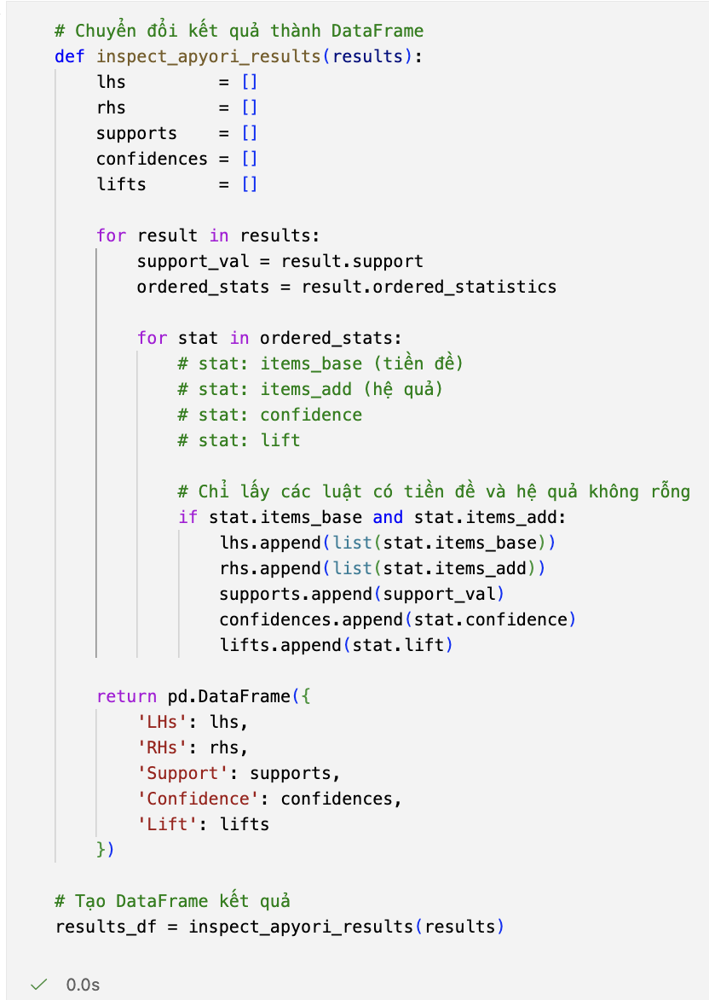 # Chuyển đổi kết quả thành DataFrame
def inspect_apyori_results(results):
    lhs         = []
    rhs         = []
    supports    = []
    confidences = []
    lifts       = []
    for result in results:
        support_val = result.support
        ordered_stats = result.ordered_statistics
        for stat in ordered_stats:
            # stat: items_base (tiền đề)
            # stat: items_add (hệ quả)
            # stat: confidence
            # stat: lift
            # Chỉ lấy các luật có tiền đề và hệ quả không rỗng
            if stat.items_base and stat.items_add:
                lhs.append(list(stat.items_base))
                rhs.append(list(stat.items_add))
                supports.append(support_val)
                confidences.append(stat.confidence)
                lifts.append(stat.lift)
    return pd.DataFrame({
        'LHs': lhs,
        'RHs': rhs,
        'Support': supports,
        'Confidence': confidences,
        'Lift': lifts
    })
# Tạo DataFrame kết quả
results_df = inspect_apyori_results(results)
0.0s